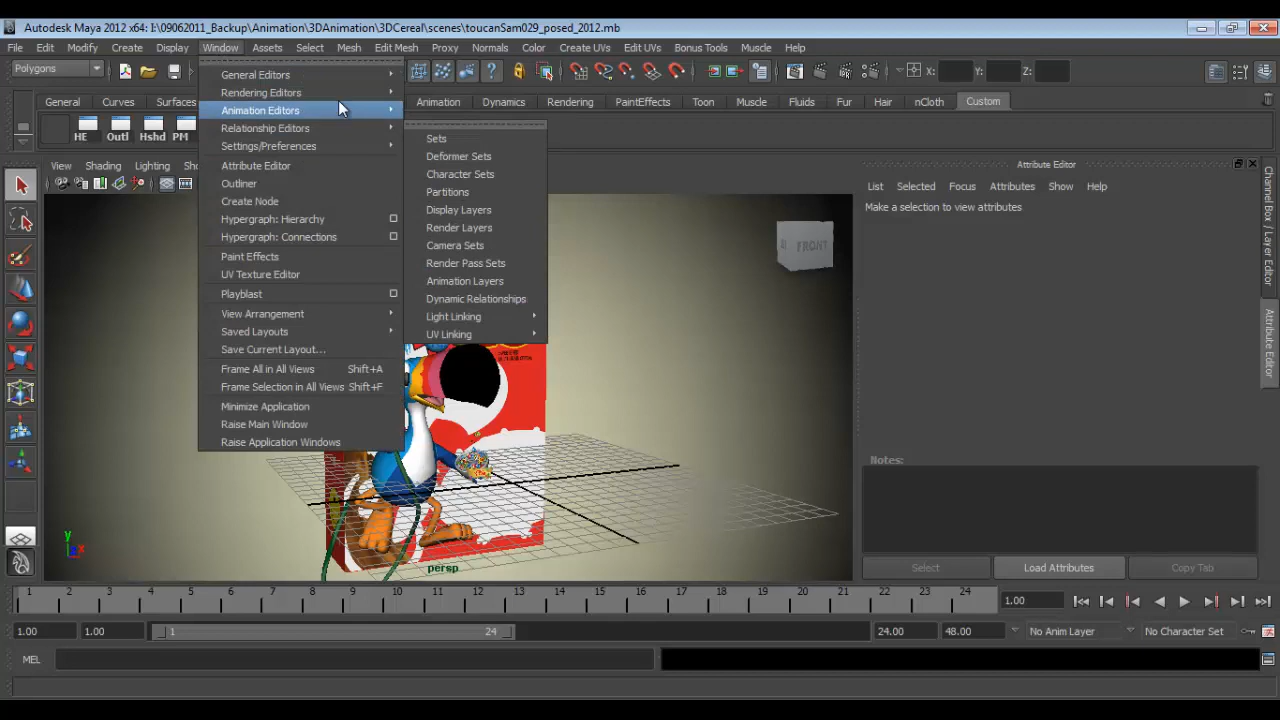 Autodesk Maya 2012 x64: I:\09062011_Backup\Animation\3DAnimation\3DCereal\scenes\toucanSam029_posed_2012.mb
File Edit Modify Create Display Window Assets Select Mesh Edit Mesh Proxy Normals Color Create UVs Edit UVs Bonus Tools Muscle Help
Polygons X: Y: Z:
General Curves Surfaces Animation Dynamics Rendering PaintEffects Toon Muscle Fluids Fur Hair nCloth Custom
HE Outl Hshd PM
View Shading Lighting
General Editors
Rendering Editors
Animation Editors
Relationship Editors
Settings/Preferences
Attribute Editor
Outliner
Create Node
Hypergraph: Hierarchy
Hypergraph: Connections
Paint Effects
UV Texture Editor
Playblast
View Arrangement
Saved Layouts
Save Current Layout...
Frame All in All Views Shift+A
Frame Selection in All Views Shift+F
Minimize Application
Raise Main Window
Raise Application Windows
Sets
Deformer Sets
Character Sets
Partitions
Display Layers
Render Layers
Camera Sets
Render Pass Sets
Animation Layers
Dynamic Relationships
Light Linking
UV Linking
FRONT
persp
y
x
Attribute Editor
List Selected Focus Attributes Show Help
Make a selection to view attributes
Notes:
Select Load Attributes Copy Tab
Channel Box / Layer Editor
Attribute Editor
1 2 3 4 5 6 7 8 9 10 11 12 13 14 15 16 17 18 19 20 21 22 23 24 1.00
1.00 1.00 1 24 24.00 48.00 No Anim Layer No Character Set
MEL